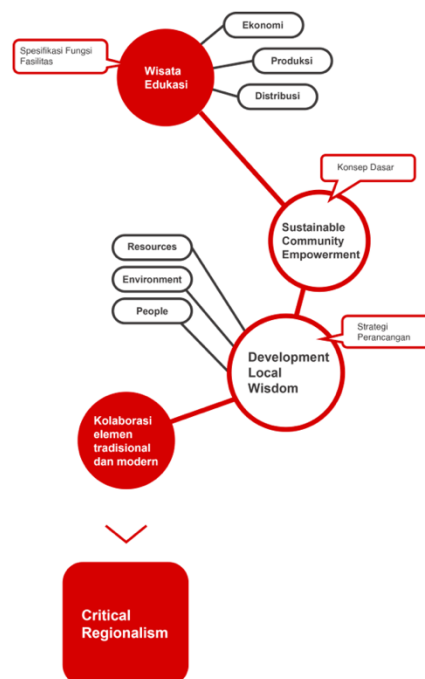 Ekonomi
Spesifikasi Fungsi
Fasilitas
Wisata
Edukasi
Produksi
Distribusi
Konsep Dasar
Sustainable
Community
Empowerment
Resources
Environment
People
Strategi
Perancangan
Development
Local
Wisdom
Kolaborasi
elemen
tradisional
dan modern
Critical
Regionalism